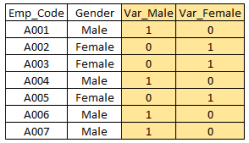 Emp_Code Gender Var_Male Var_Female
A001 Male 1 0
A002 Female 0 1
A003 Female 0 1
A004 Male 1 0
A005 Female 0 1
A006 Male 1 0
A007 Male 1 0